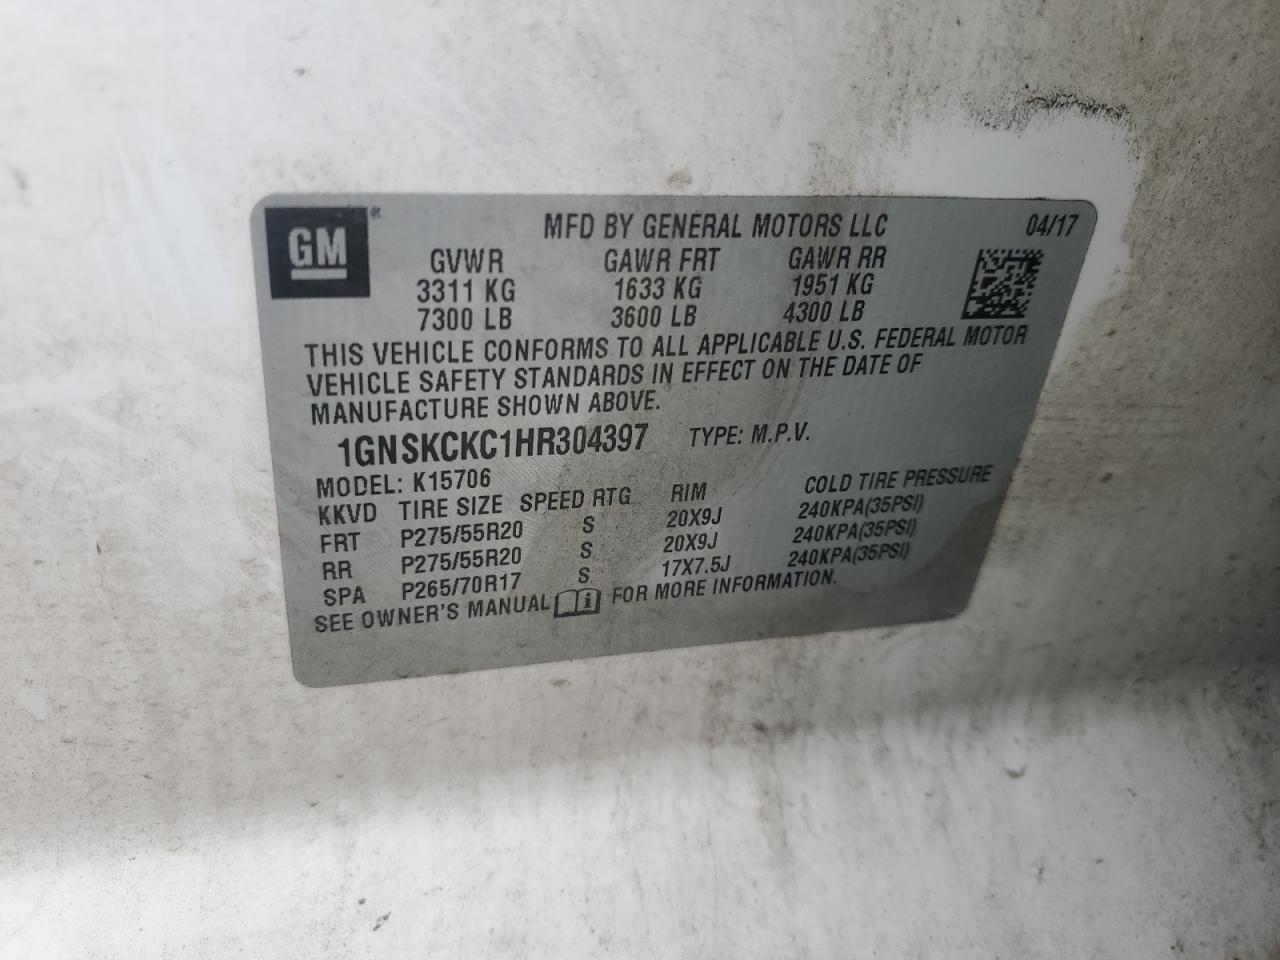 GM® MFD BY GENERAL MOTORS LLC 04/17
GVWR GAWR FRT GAWR RR
3311 KG 1633 KG 1951 KG
7300 LB 3600 LB 4300 LB
THIS VEHICLE CONFORMS TO ALL APPLICABLE U.S. FEDERAL MOTOR
VEHICLE SAFETY STANDARDS IN EFFECT ON THE DATE OF
MANUFACTURE SHOWN ABOVE.
1GNSKCKC1HR304397 TYPE: M.P.V.
MODEL: K15706
KKVD TIRE SIZE SPEED RTG RIM COLD TIRE PRESSURE
FRT P275/55R20 S 20X9J 240KPA(35PSI)
RR P275/55R20 S 20X9J 240KPA(35PSI)
SPA P265/70R17 S 17X7.5J 240KPA(35PSI)
SEE OWNER'S MANUAL i FOR MORE INFORMATION.